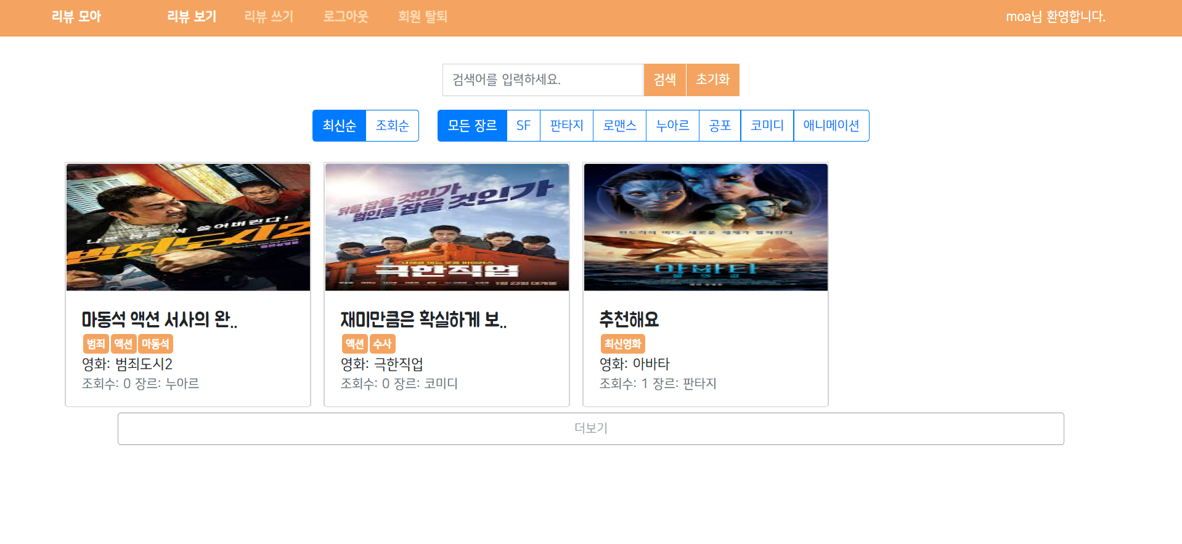 리뷰 모아 리뷰 보기 리뷰 쓰기 로그아웃 회원 탈퇴 moa님 환영합니다.
검색어를 입력하세요. 검색 초기화
최신순 조회순 모든 장르 SF 판타지 로맨스 누아르 공포 코미디 애니메이션
범죄도시2
닭을 잡을 것인가
범인을 잡을 것인가
극한직업
아바타
마동석 액션 서사의 완..
범죄 액션 마동석
영화: 범죄도시2
조회수: 0 장르: 누아르
재미만큼은 확실하게 보..
액션 수사
영화: 극한직업
조회수: 0 장르: 코미디
추천해요
최신영화
영화: 아바타
조회수: 1 장르: 판타지
더보기